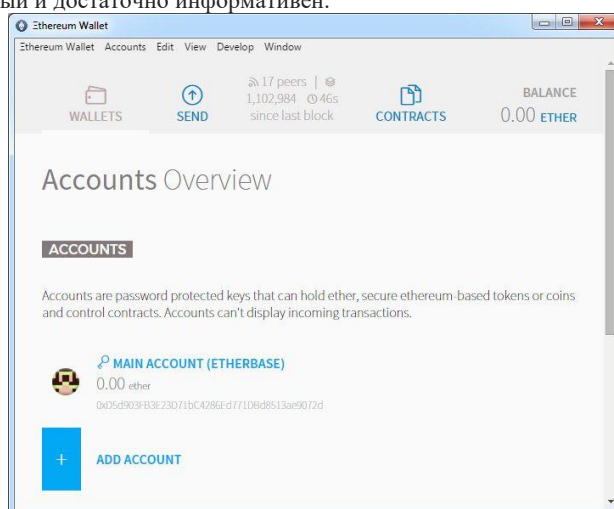 ый и достаточно информативен.
Ethereum Wallet
Ethereum Wallet Accounts Edit View Develop Window
17 peers |
1,102,984 46s
since last block
WALLETS
SEND
CONTRACTS
BALANCE
0.00 ETHER
Accounts Overview
ACCOUNTS
Accounts are password protected keys that can hold ether, secure ethereum-based tokens or coins
and control contracts. Accounts can't display incoming transactions.
MAIN ACCOUNT (ETHERBASE)
0.00 ether
+ ADD ACCOUNT